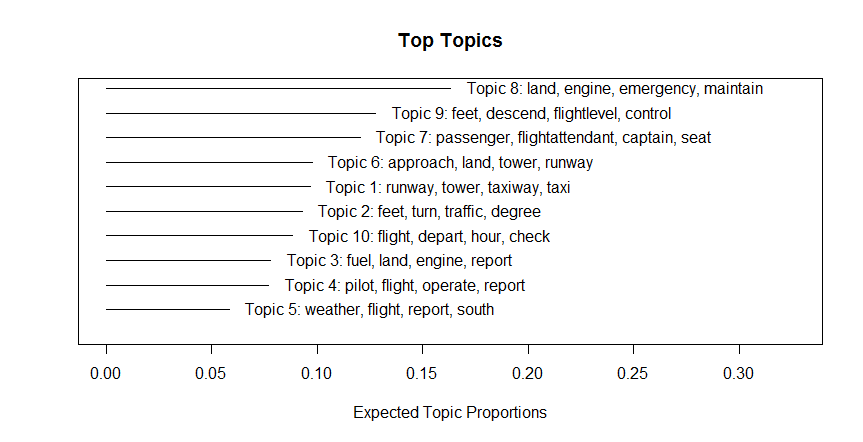 Top Topics
Topic 8: land, engine, emergency, maintain
Topic 9: feet, descend, flightlevel, control
Topic 7: passenger, flightattendant, captain, seat
Topic 6: approach, land, tower, runway
Topic 1: runway, tower, taxiway, taxi
Topic 2: feet, turn, traffic, degree
Topic 10: flight, depart, hour, check
Topic 3: fuel, land, engine, report
Topic 4: pilot, flight, operate, report
Topic 5: weather, flight, report, south
0.00 0.05 0.10 0.15 0.20 0.25 0.30
Expected Topic Proportions